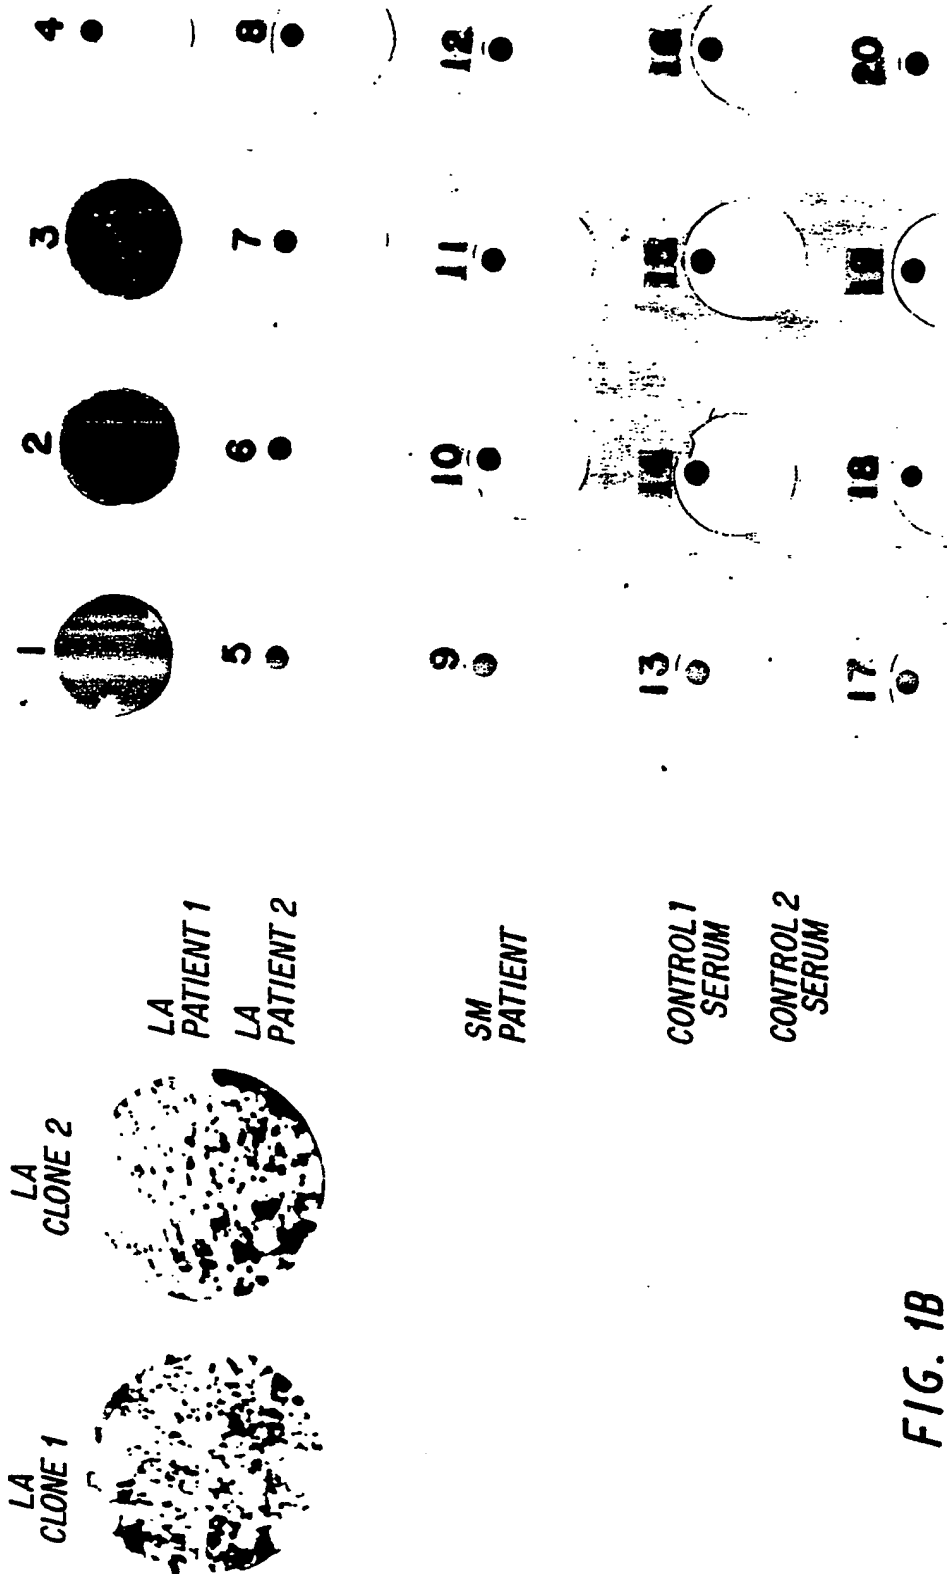 LA
CLONE 1
LA
CLONE 2
1 2 3 4
LA
PATIENT 1
LA
PATIENT 2
5 6 7 8
SM
PATIENT
9 10 11 12
CONTROL 1
SERUM
CONTROL 2
SERUM
13 16
17 18 20
FIG. 1B